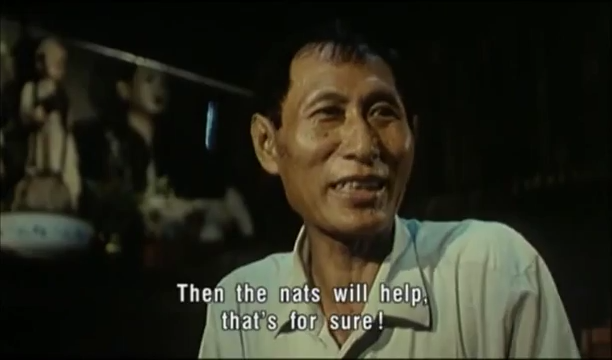 Then the nats will help,
that's for sure!